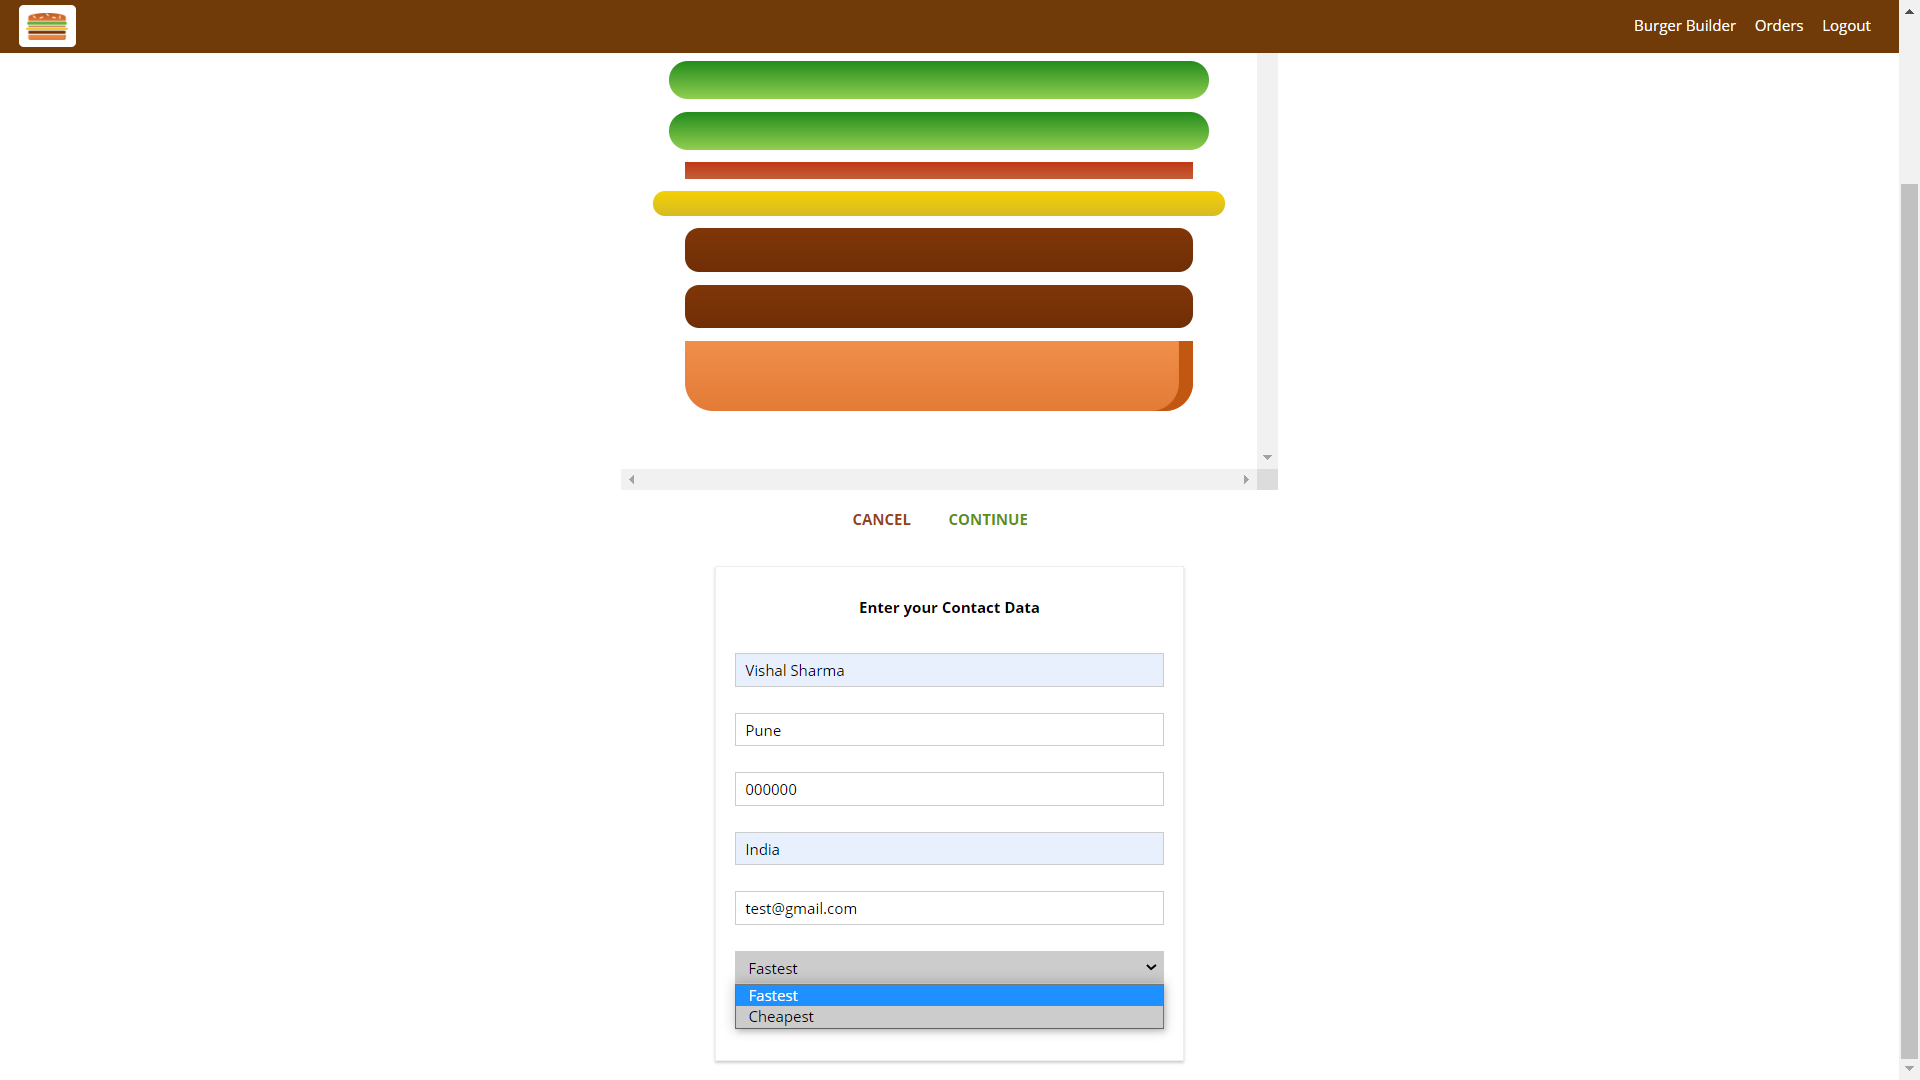 Burger Builder Orders Logout
CANCEL CONTINUE
Enter your Contact Data
Vishal Sharma
Pune
000000
India
test@gmail.com
Fastest
Fastest
Cheapest